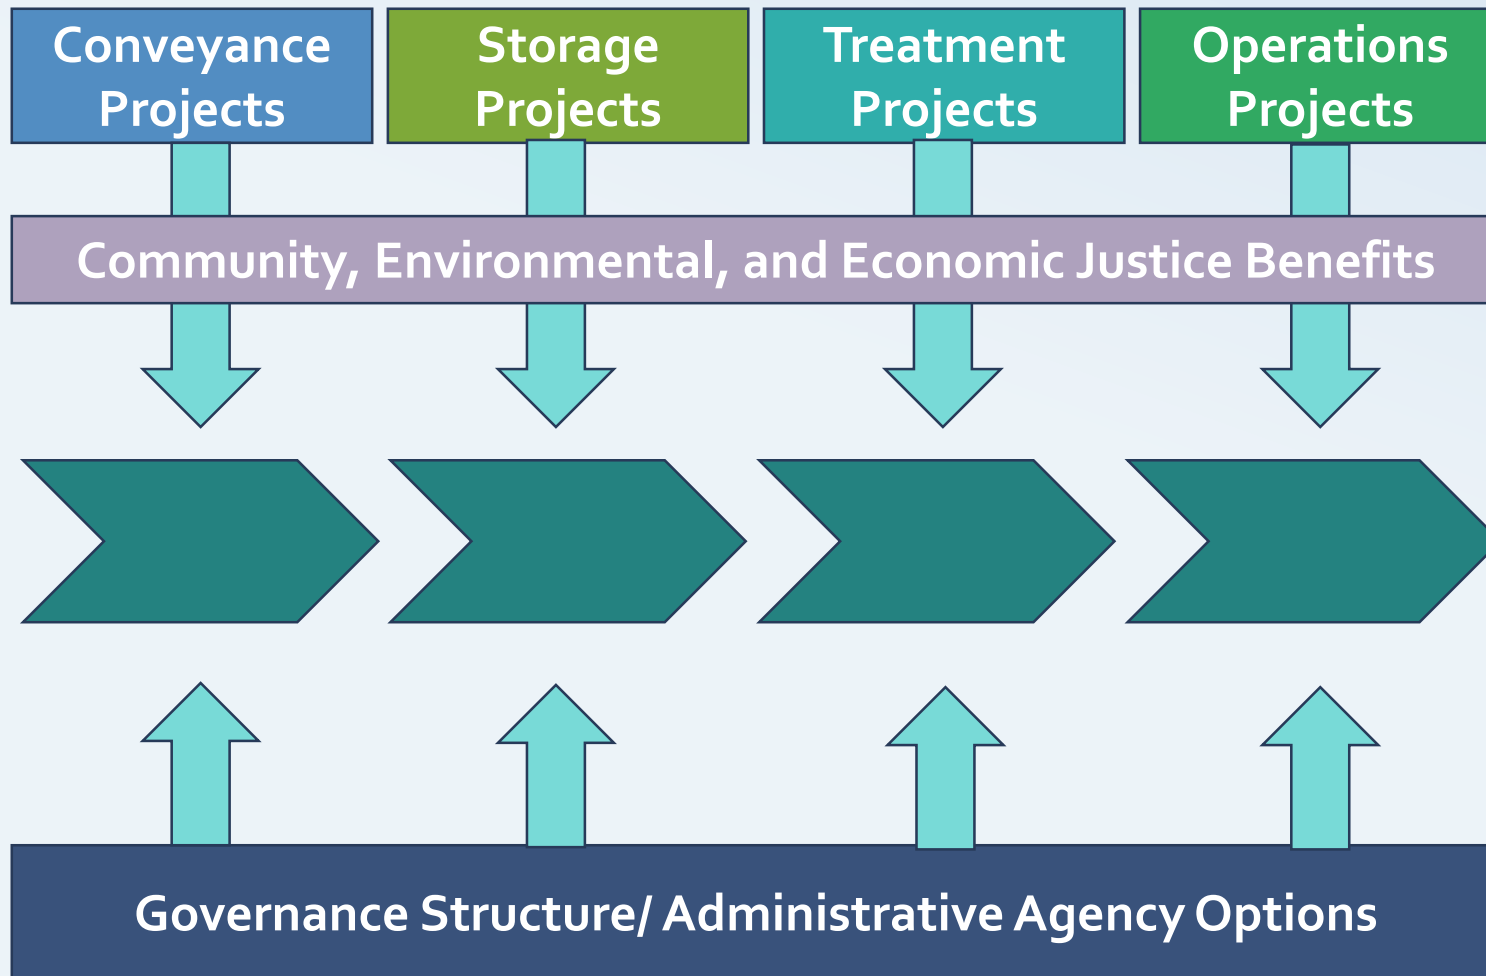 Conveyance
Projects
Storage
Projects
Treatment
Projects
Operations
Projects
Community, Environmental, and Economic Justice Benefits
Governance Structure/ Administrative Agency Options